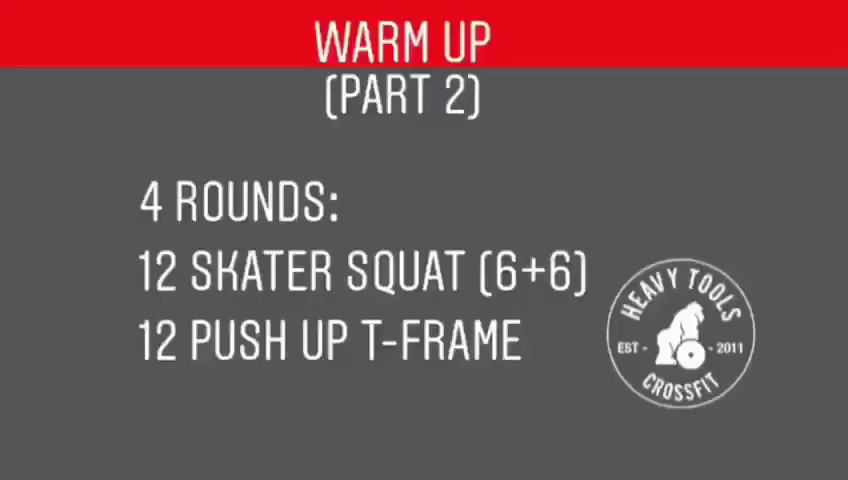 WARM UP
(PART 2)
4 ROUNDS:
12 SKATER SQUAT (6+6)
12 PUSH UP T-FRAME
HEAVY TOOLS
EST - - 2011
CROSSFIT